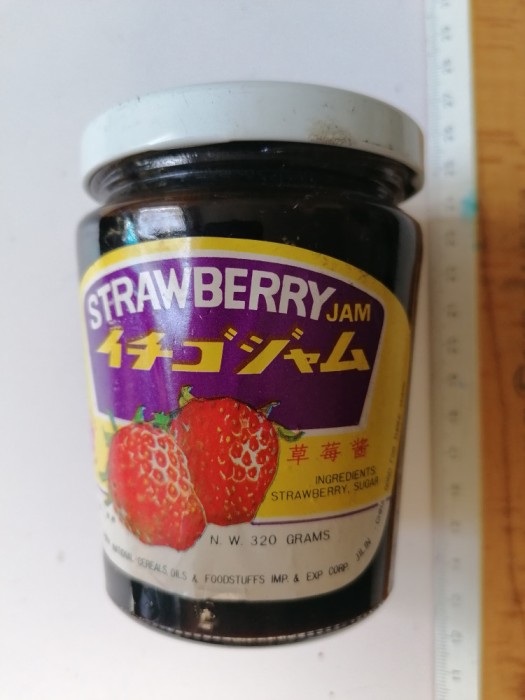 STRAWBERRY JAM
イチゴジャム
草莓醬
INGREDIENTS
STRAWBERRY, SUGAR
N. W. 320 GRAMS
CEREALS, OILS & FOODSTUFFS IMP. & EXP. CORP. JILIN